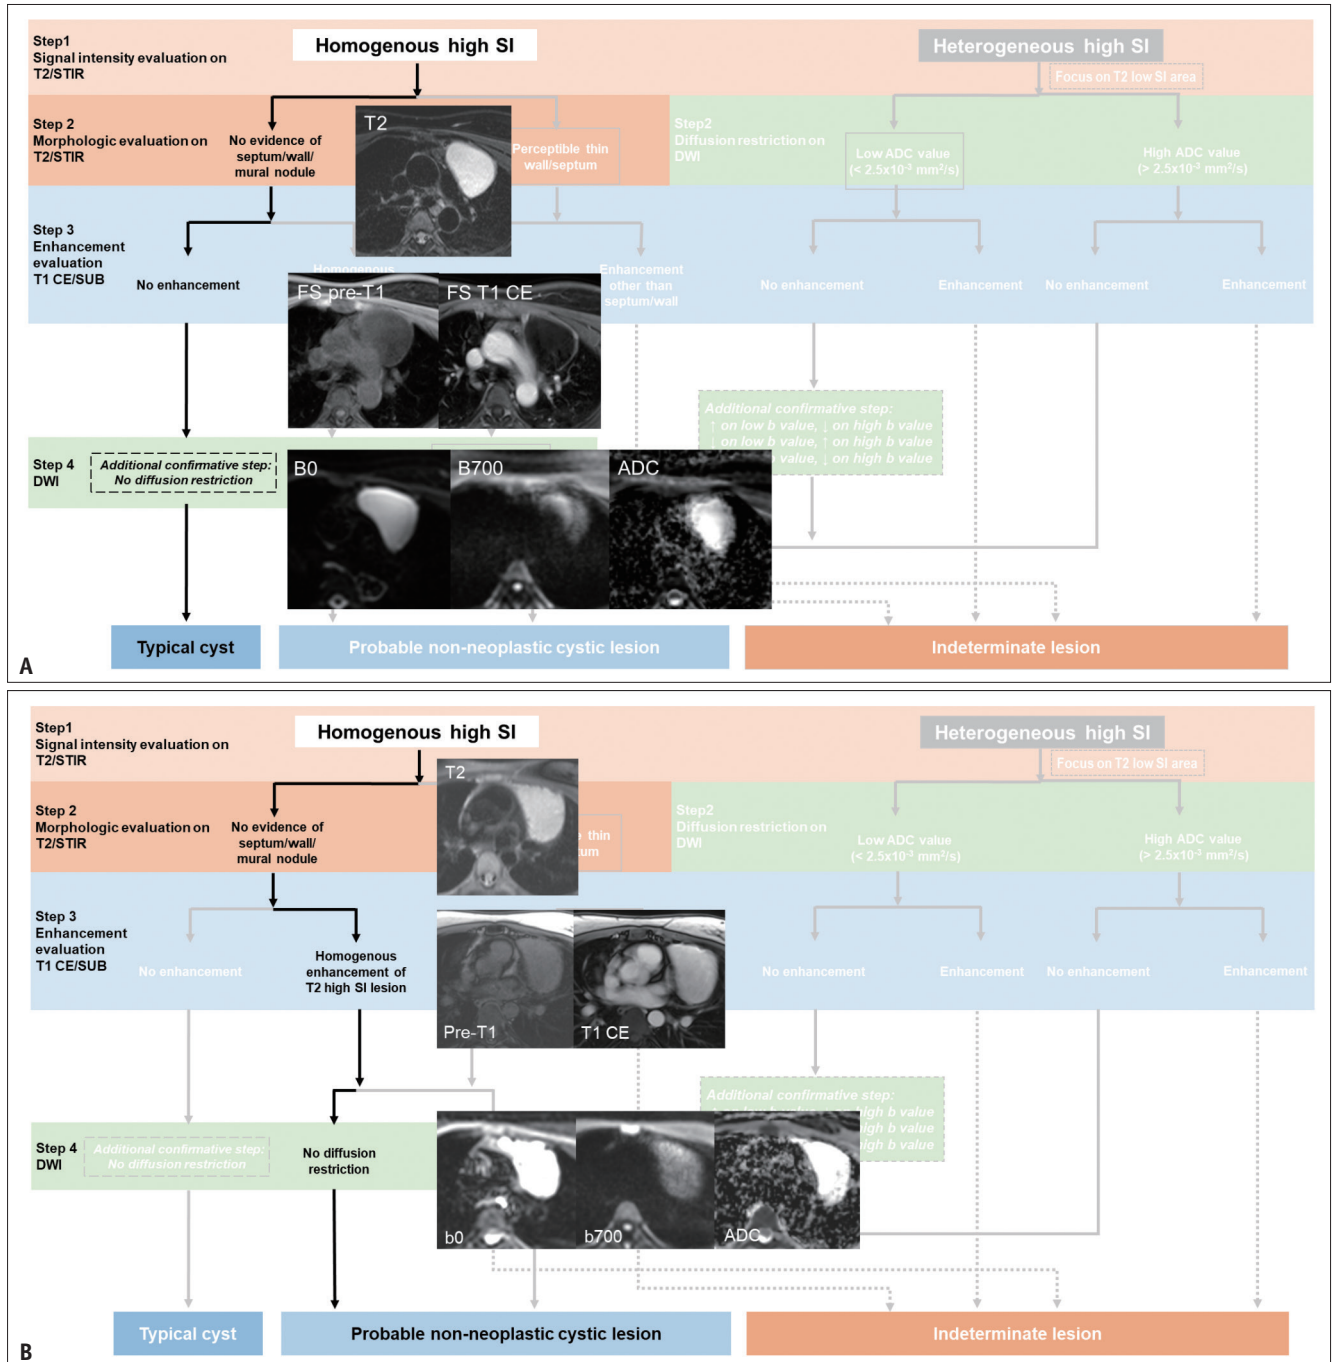 Step1
Signal intensity evaluation on
T2/STIR
Homogenous high SI
Heterogeneous high SI
Focus on T2 low SI area
Step 2
Morphologic evaluation on
T2/STIR
No evidence of
septum/wall/
mural nodule
T2
Perceptible thin
wall/septum
Step2
Diffusion restriction on
DWI
Low ADC value
(< 2.5x10⁻³ mm²/s)
High ADC value
(> 2.5x10⁻³ mm²/s)
Step 3
Enhancement
evaluation
T1 CE/SUB
No enhancement
Homogenous
FS pre-T1
FS T1 CE
Enhancement
other than
septum/wall
No enhancement
Enhancement
No enhancement
Enhancement
Additional confirmative step:
↑ on low b value, ↓ on high b value
↓ on low b value, ↑ on high b value
b value, ↓ on high b value
Step 4
DWI
Additional confirmative step:
No diffusion restriction
B0
B700
ADC
Typical cyst
Probable non-neoplastic cystic lesion
Indeterminate lesion
A
Step1
Signal intensity evaluation on
T2/STIR
Homogenous high SI
Heterogeneous high SI
Focus on T2 low SI area
Step 2
Morphologic evaluation on
T2/STIR
No evidence of
septum/wall/
mural nodule
T2
thin
Step2
Diffusion restriction on
DWI
Low ADC value
(< 2.5x10⁻³ mm²/s)
High ADC value
(> 2.5x10⁻³ mm²/s)
Step 3
Enhancement
evaluation
T1 CE/SUB
No enhancement
Homogenous
enhancement of
T2 high SI lesion
Pre-T1
T1 CE
No enhancement
Enhancement
No enhancement
Enhancement
Additional confirmative step:
high b value
high b value
high b value
Step 4
DWI
Additional confirmative step:
No diffusion restriction
No diffusion
restriction
b0
b700
ADC
Typical cyst
Probable non-neoplastic cystic lesion
Indeterminate lesion
B